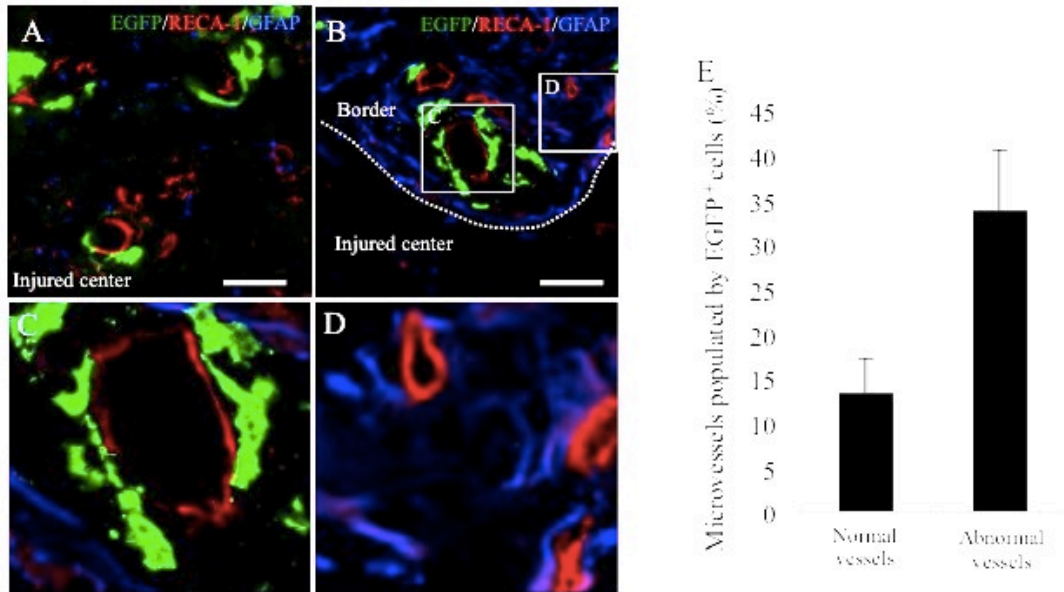 A
EGFP/RECA-1/GFAP
Injured center
B
EGFP/RECA-1/GFAP
Border
C
D
Injured center
C
D
E
Microvessels populated by EGFP⁺ cells (%)
45
40
35
30
25
20
15
10
5
0
Normal
vessels
Abnormal
vessels